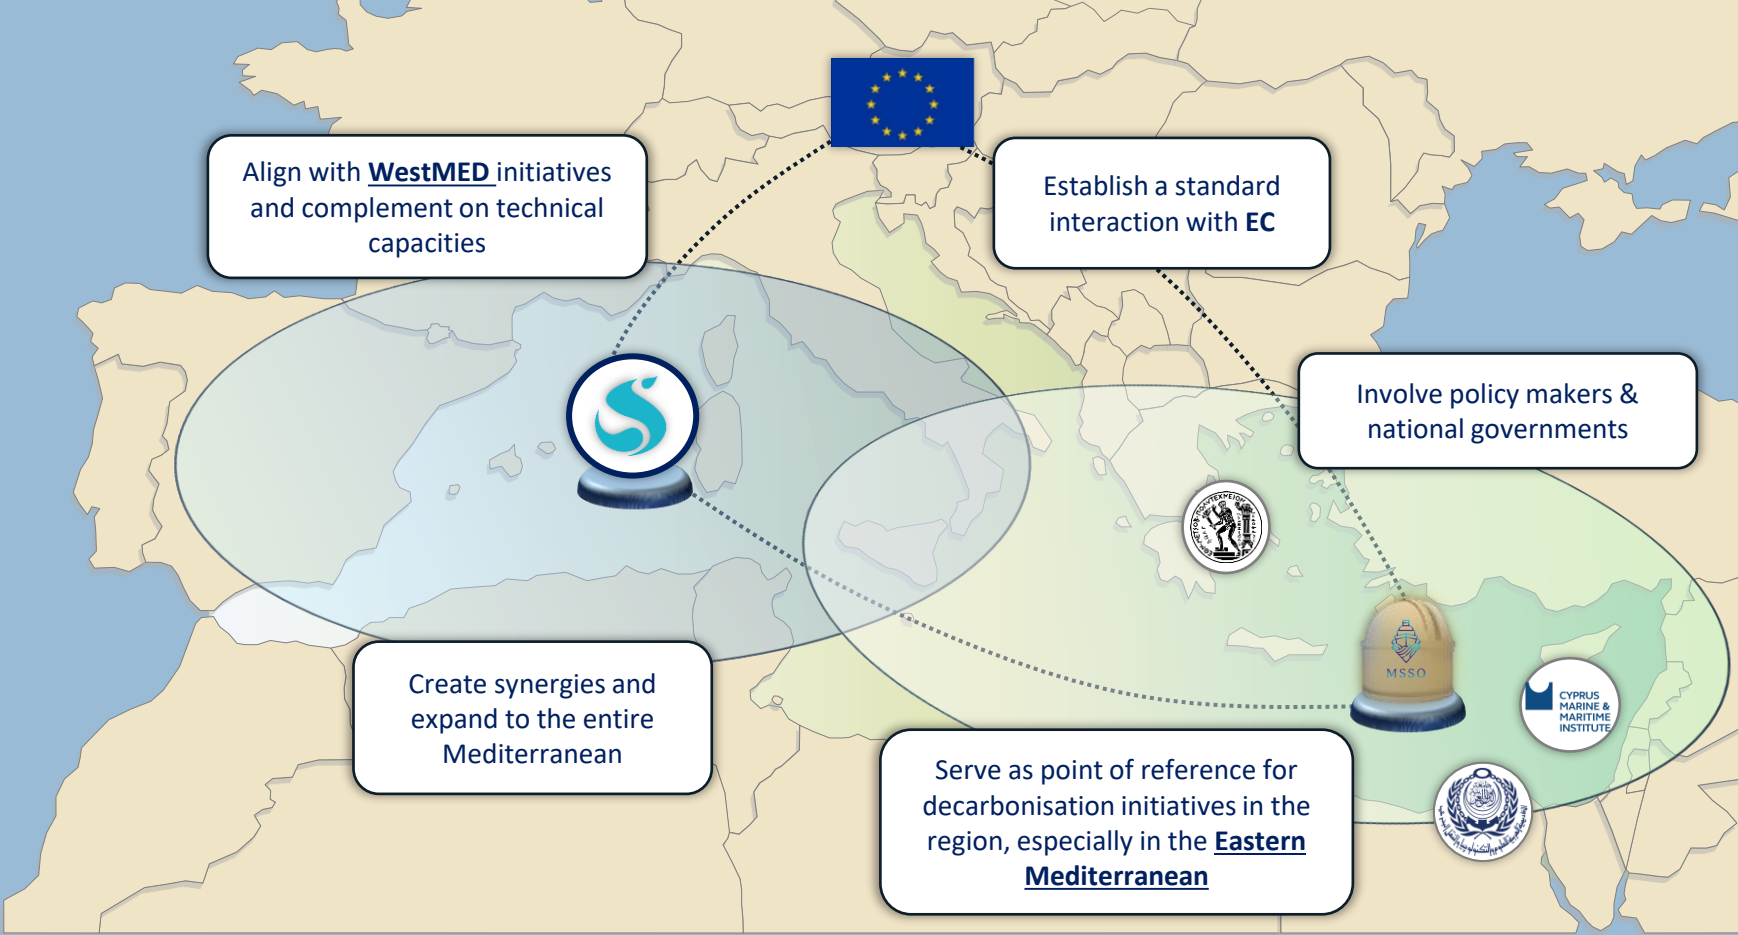 Align with WestMED initiatives
and complement on technical
capacities
Establish a standard
interaction with EC
Involve policy makers &
national governments
MSSO
CYPRUS
MARINE &
MARITIME
INSTITUTE
Create synergies and
expand to the entire
Mediterranean
Serve as point of reference for
decarbonisation initiatives in the
region, especially in the Eastern
Mediterranean